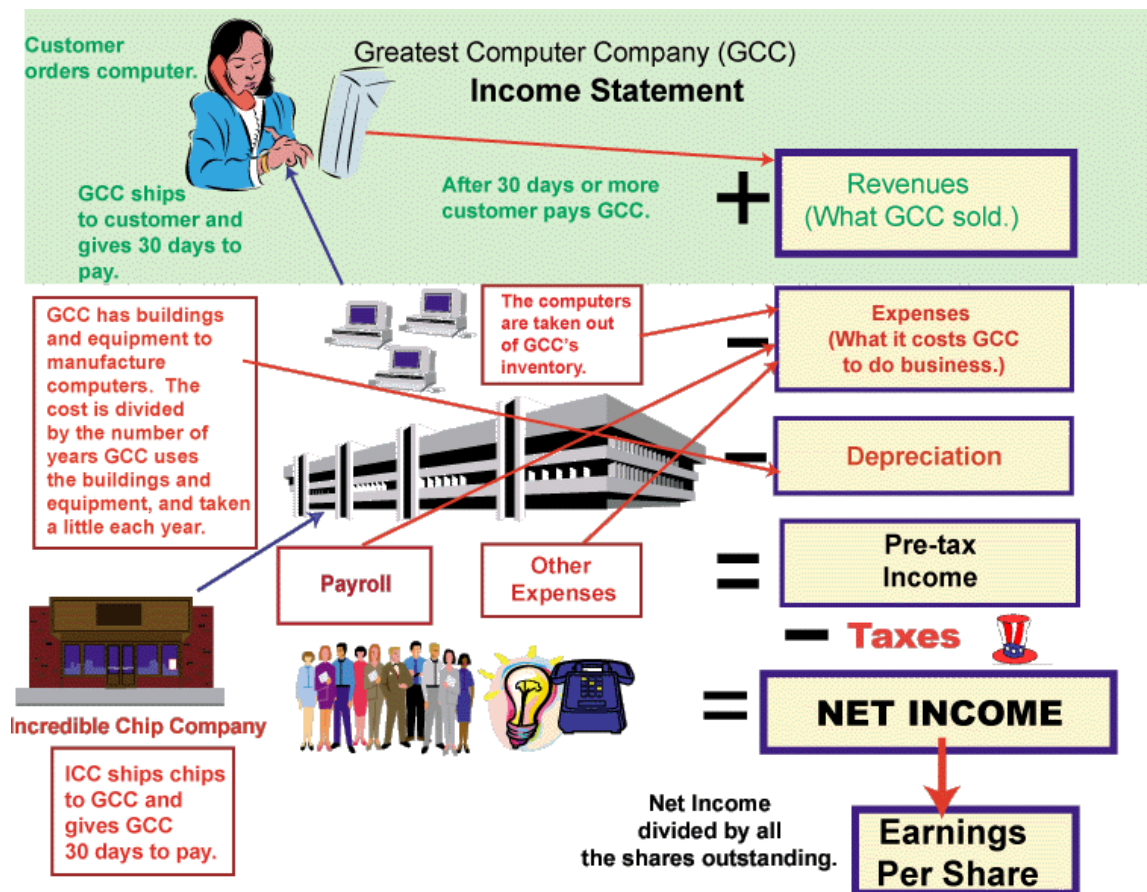 Customer
orders computer.
Greatest Computer Company (GCC)
Income Statement
GCC ships
to customer and
gives 30 days to
pay.
After 30 days or more
customer pays GCC.
+
Revenues
(What GCC sold.)
GCC has buildings
and equipment to
manufacture
computers. The
cost is divided
by the number of
years GCC uses
the buildings and
equipment, and taken
a little each year.
The computers
are taken out
of GCC's
inventory.
-
Expenses
(What it costs GCC
to do business.)
-
Depreciation
Payroll
Other
Expenses
=
Pre-tax
Income
- Taxes
Incredible Chip Company
ICC ships chips
to GCC and
gives GCC
30 days to pay.
=
NET INCOME
Net Income
divided by all
the shares outstanding.
Earnings
Per Share